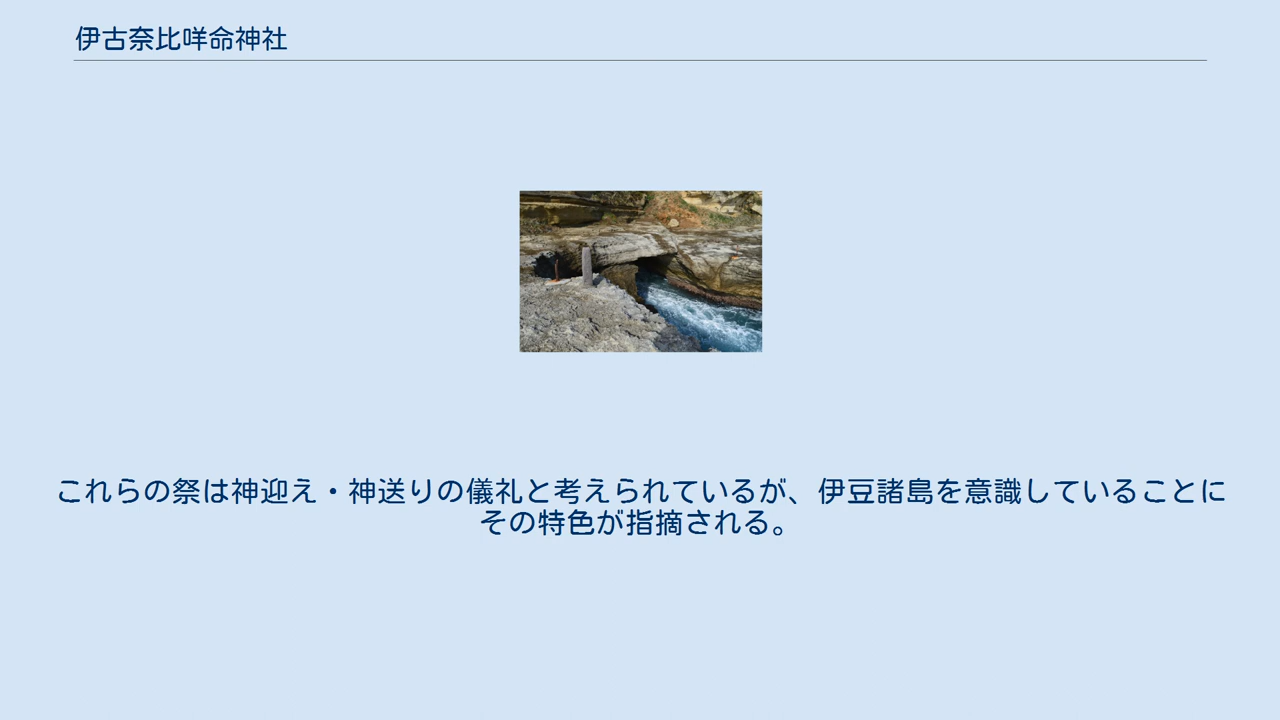 伊古奈比咩命神社
これらの祭は神迎え・神送りの儀礼と考えられているが、伊豆諸島を意識していることに
その特色が指摘される。